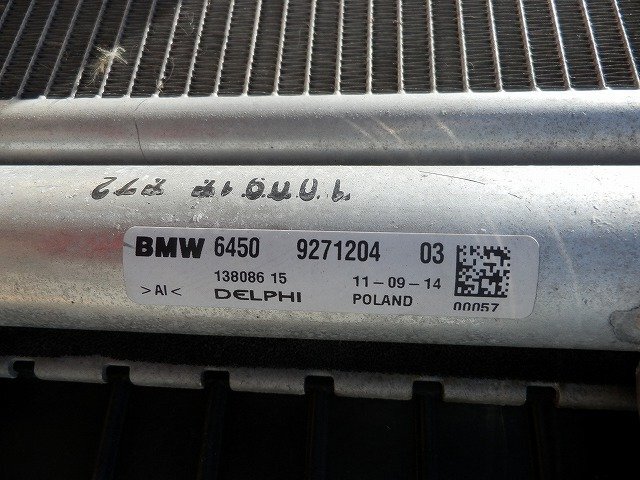 BMW 6450 9271204 03
138086 15 11-09-14
>Al< DELPHI POLAND
00057